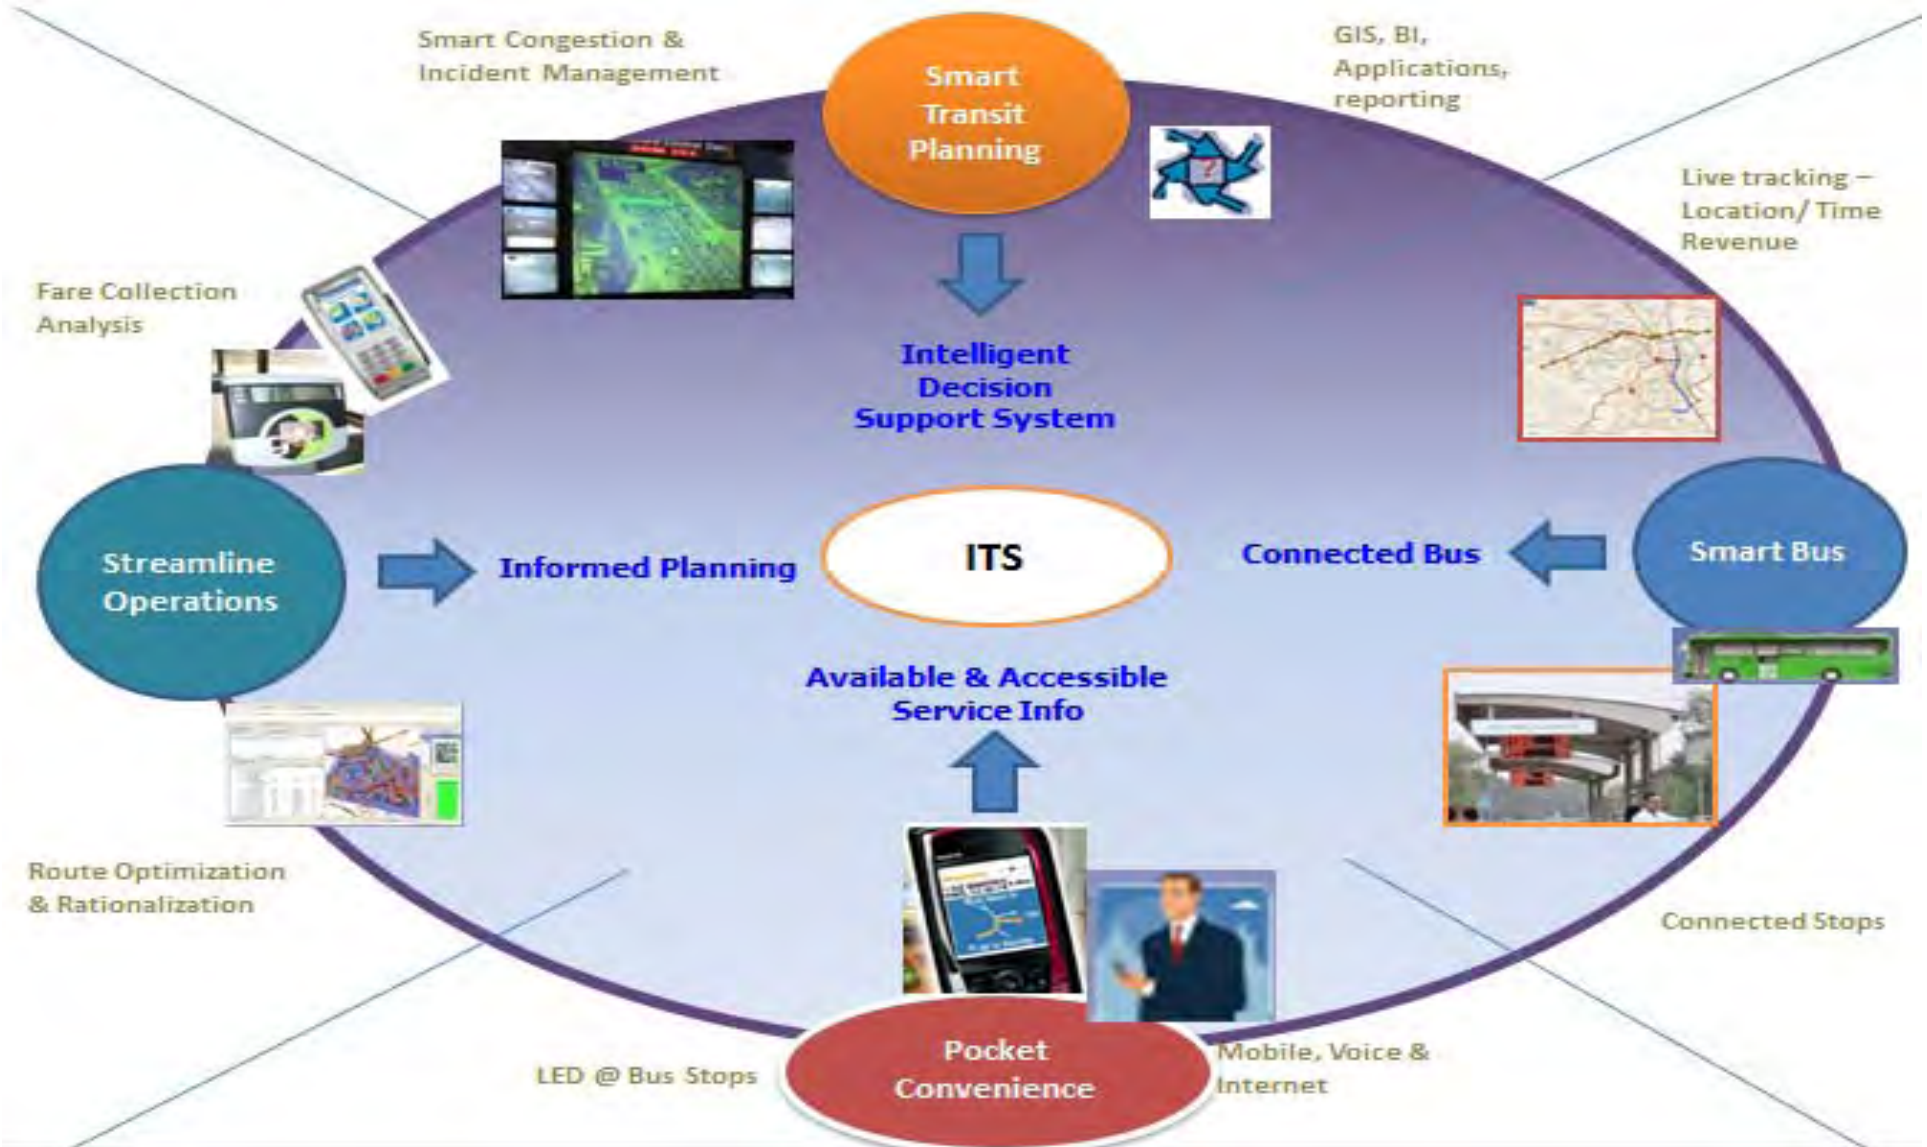 Smart Congestion &
Incident Management
Smart
Transit
Planning
GIS, BI,
Applications,
reporting
Live tracking –
Location/ Time
Revenue
Fare Collection
Analysis
?
Intelligent
Decision
Support System
Streamline
Operations
Informed Planning
ITS
Connected Bus
Smart Bus
Available & Accessible
Service Info
Route Optimization
& Rationalization
Connected Stops
LED @ Bus Stops
Pocket
Convenience
Mobile, Voice &
Internet